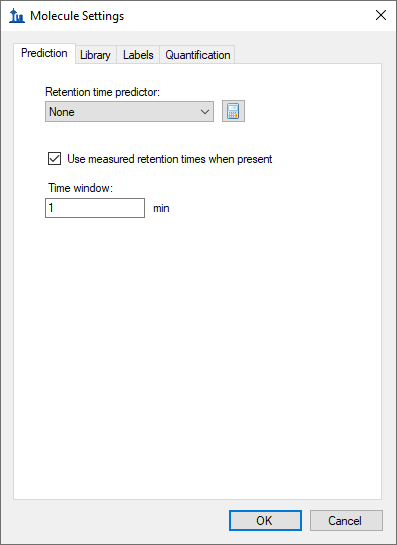 Molecule Settings
Prediction Library Labels Quantification
Retention time predictor:
None
Use measured retention times when present
Time window:
1 min
OK Cancel